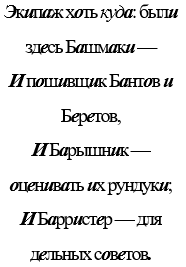 Экипаж хоть куда: были
здесь Башмаки —
И пошивщик Бантов и
Беретов,
И Барышник —
оценивать их рундуки;
И Барристер — для
дельных советов.